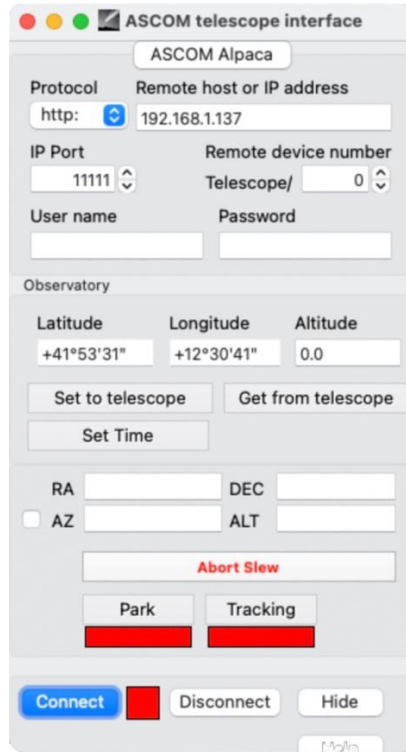 ASCOM telescope interface
ASCOM Alpaca
Protocol Remote host or IP address
http: 192.168.1.137
IP Port Remote device number
11111 Telescope/ 0
User name Password
Observatory
Latitude Longitude Altitude
+41°53'31" +12°30'41" 0.0
Set to telescope Get from telescope
Set Time
RA DEC
AZ ALT
Abort Slew
Park Tracking
Connect Disconnect Hide
Help